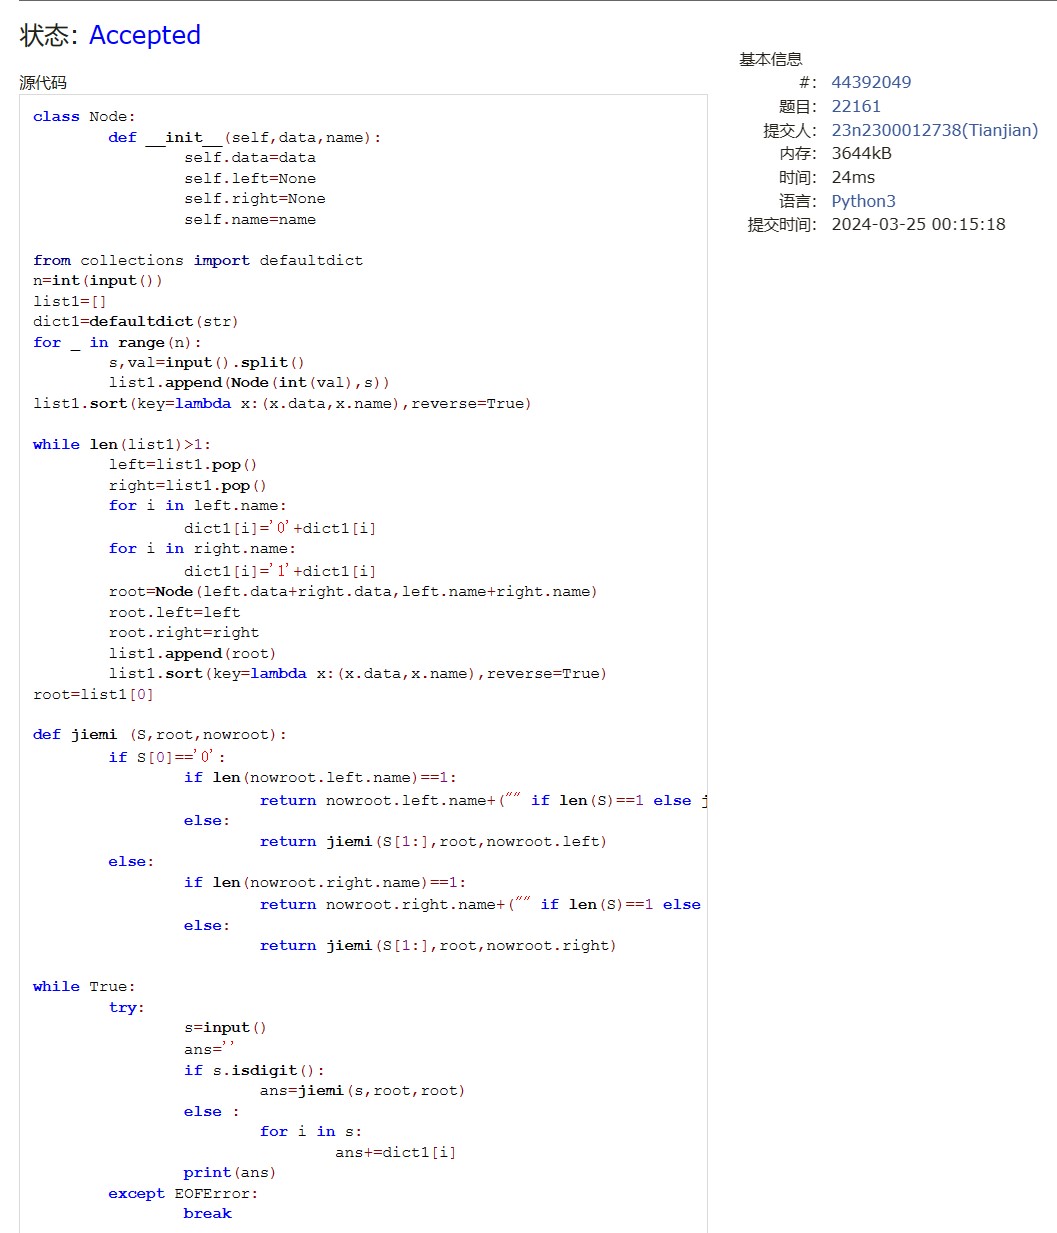 状态: Accepted
源代码
class Node:
        def __init__(self,data,name):
                self.data=data
                self.left=None
                self.right=None
                self.name=name

from collections import defaultdict
n=int(input())
list1=[]
dict1=defaultdict(str)
for _ in range(n):
        s,val=input().split()
        list1.append(Node(int(val),s))
list1.sort(key=lambda x:(x.data,x.name),reverse=True)

while len(list1)>1:
        left=list1.pop()
        right=list1.pop()
        for i in left.name:
                dict1[i]='0'+dict1[i]
        for i in right.name:
                dict1[i]='1'+dict1[i]
        root=Node(left.data+right.data,left.name+right.name)
        root.left=left
        root.right=right
        list1.append(root)
        list1.sort(key=lambda x:(x.data,x.name),reverse=True)
root=list1[0]

def jiemi (S,root,nowroot):
        if S[0]=='0':
                if len(nowroot.left.name)==1:
                        return nowroot.left.name+("" if len(S)==1 else j
                else:
                        return jiemi(S[1:],root,nowroot.left)
        else:
                if len(nowroot.right.name)==1:
                        return nowroot.right.name+("" if len(S)==1 else
                else:
                        return jiemi(S[1:],root,nowroot.right)

while True:
        try:
                s=input()
                ans=''
                if s.isdigit():
                        ans=jiemi(s,root,root)
                else :
                        for i in s:
                                ans+=dict1[i]
                print(ans)
        except EOFError:
                break
基本信息
#: 44392049
题目: 22161
提交人: 23n2300012738(Tianjian)
内存: 3644kB
时间: 24ms
语言: Python3
提交时间: 2024-03-25 00:15:18